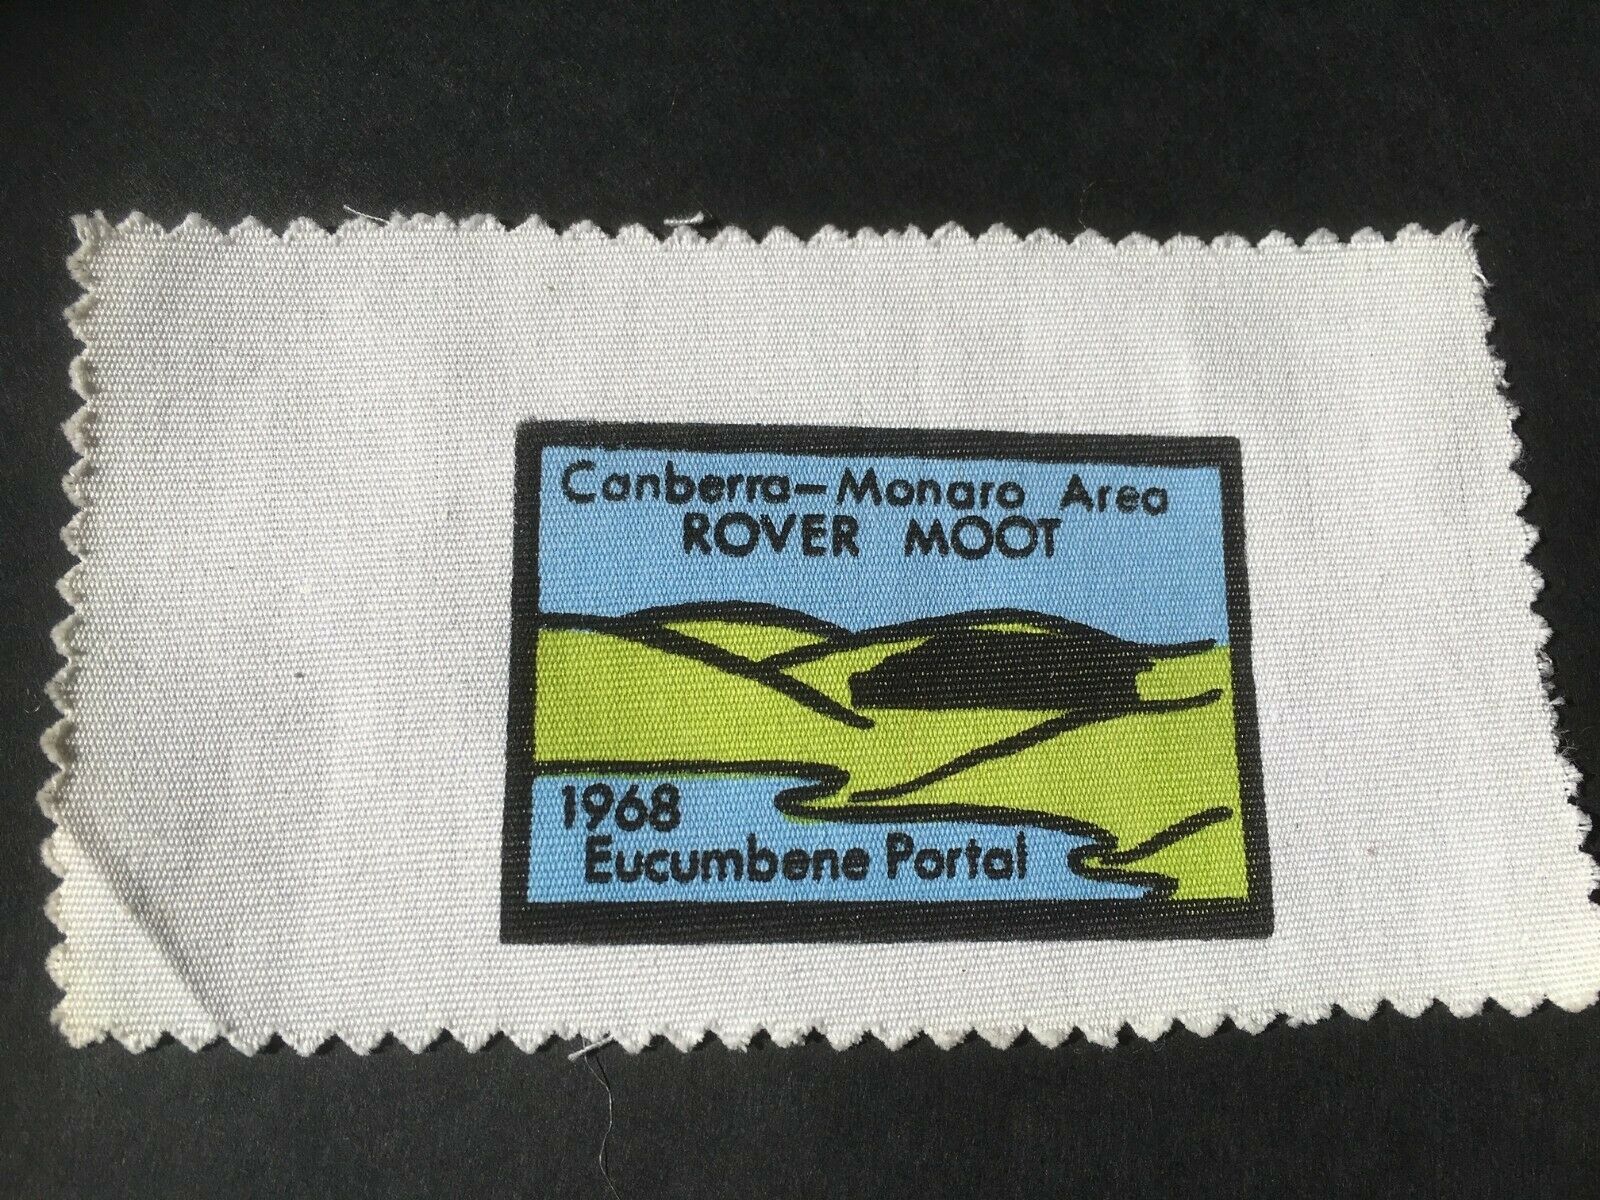 Canberra-Monaro Area
ROVER MOOT
1968
Eucumbene Portal